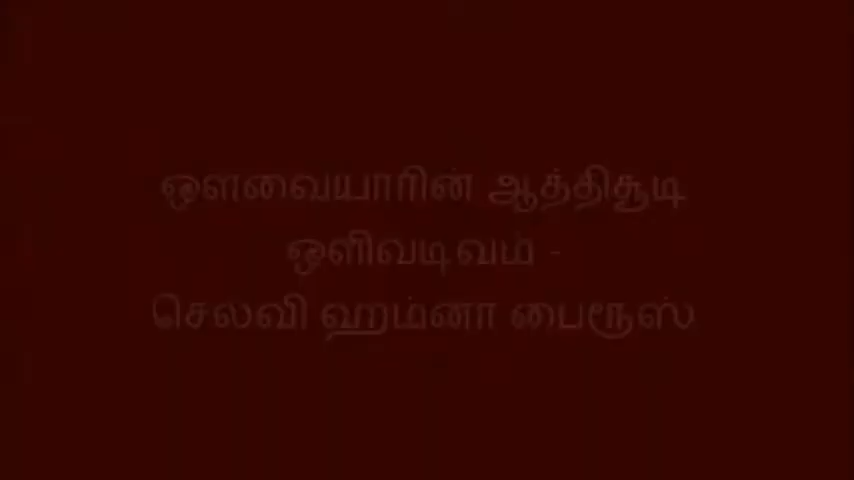 ஔவையாரின் ஆத்திசூடி
ஒளிவடிவம் -
செல்வி ஹம்னா பைரூஸ்